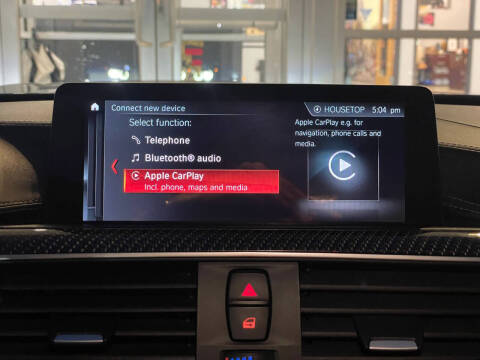 Connect new device
HOUSETOP 5:04 pm
Select function:
Telephone
Bluetooth® audio
Apple CarPlay
Incl. phone, maps and media
Apple CarPlay e.g. for
navigation, phone calls and
media.